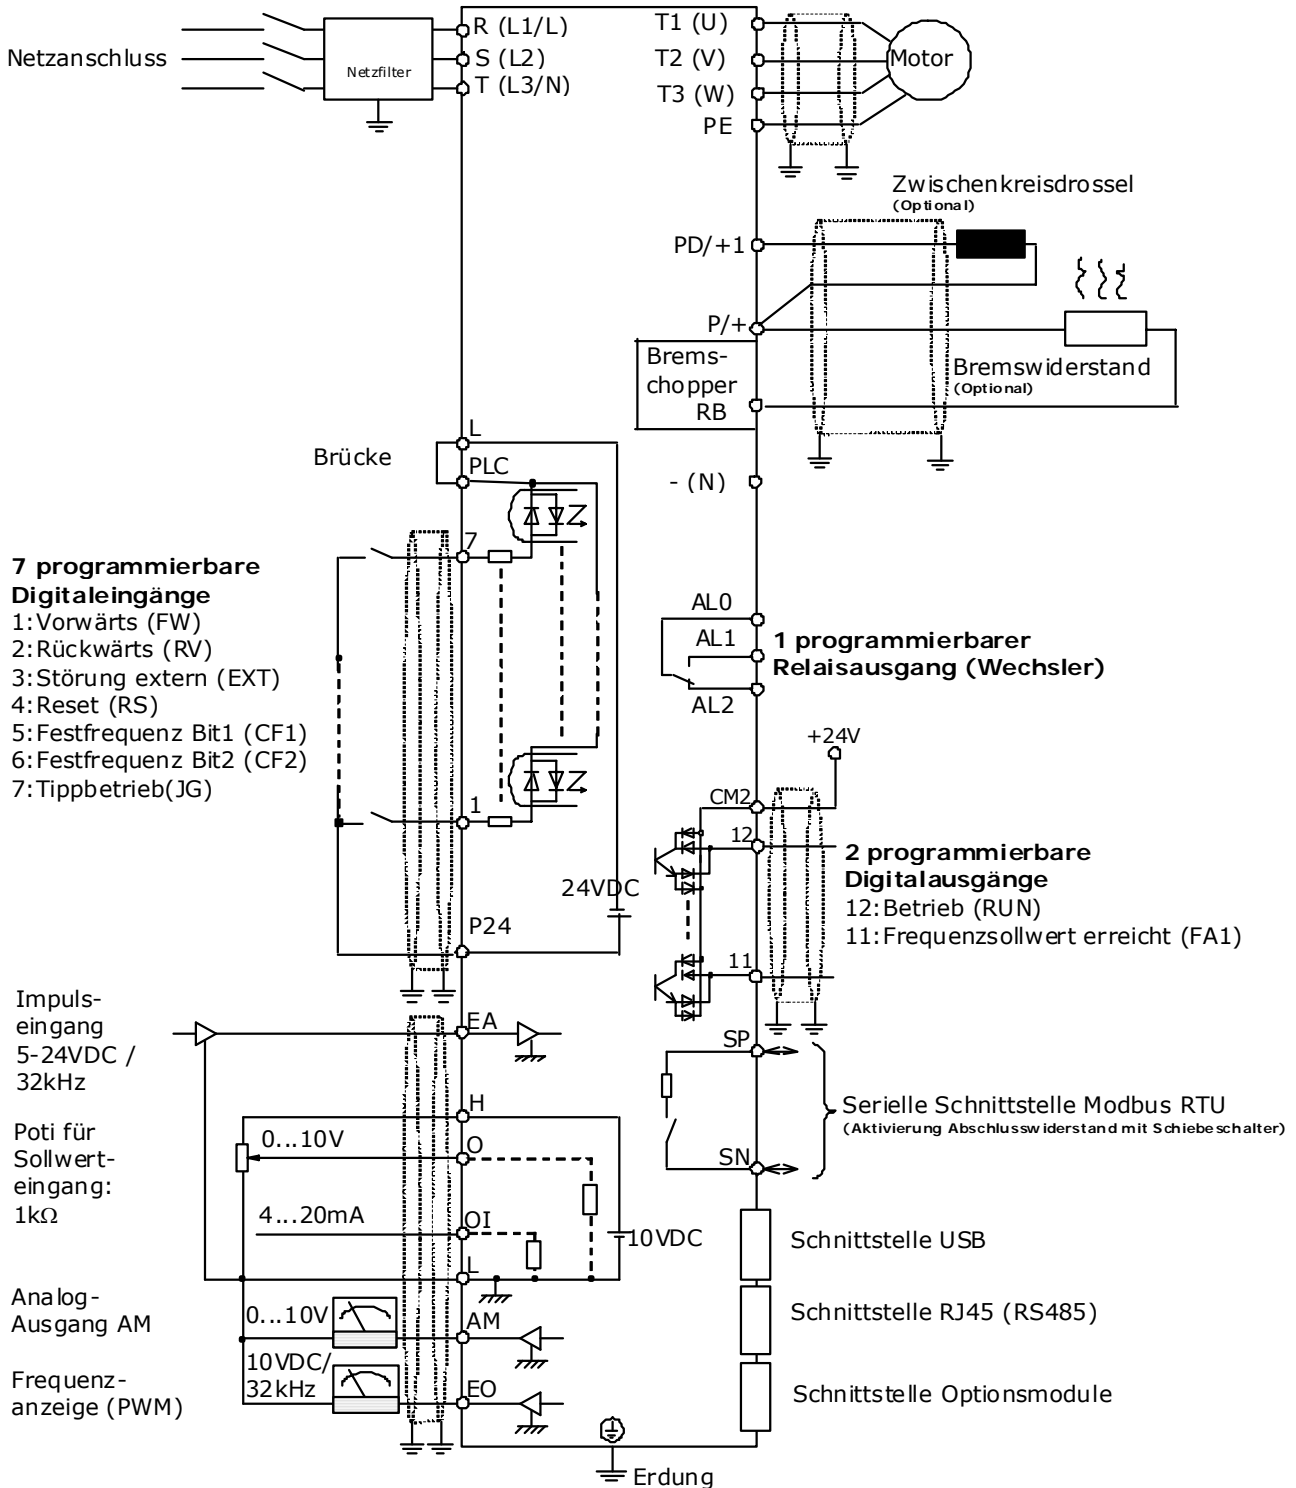 Netzanschluss
Netzfilter
R (L1/L)
S (L2)
T (L3/N)
T1 (U)
T2 (V)
T3 (W)
PE
Motor
Zwischenkreisdrossel
(Optional)
PD/+1
P/+
Brems-
chopper
RB
Bremswiderstand
(Optional)
- (N)
L
Brücke
PLC
7
7 programmierbare
Digitaleingänge
1:Vorwärts (FW)
2:Rückwärts (RV)
3:Störung extern (EXT)
4:Reset (RS)
5:Festfrequenz Bit1 (CF1)
6:Festfrequenz Bit2 (CF2)
7:Tippbetrieb(JG)
1
24VDC
P24
AL0
AL1
AL2
1 programmierbarer
Relaisausgang (Wechsler)
+24V
CM2
12
11
2 programmierbare
Digitalausgänge
12:Betrieb (RUN)
11:Frequenzsollwert erreicht (FA1)
Impuls-
eingang
5-24VDC /
32kHz
EA
H
Poti für
Sollwert-
eingang:
1kΩ
0...10V
O
4...20mA
OI
10VDC
L
Analog-
Ausgang AM
0...10V
AM
Frequenz-
anzeige (PWM)
10VDC/
32kHz
EO
SP
SN
Serielle Schnittstelle Modbus RTU
(Aktivierung Abschlusswiderstand mit Schiebeschalter)
Schnittstelle USB
Schnittstelle RJ45 (RS485)
Schnittstelle Optionsmodule
Erdung